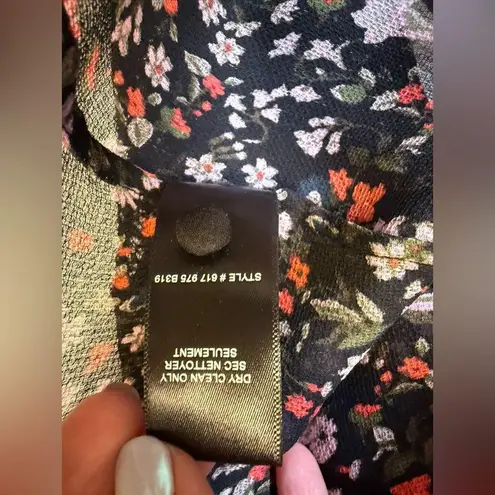 STYLE # 617 975 B319
DRY CLEAN ONLY
SEC NETTOYER
SEULEMENT